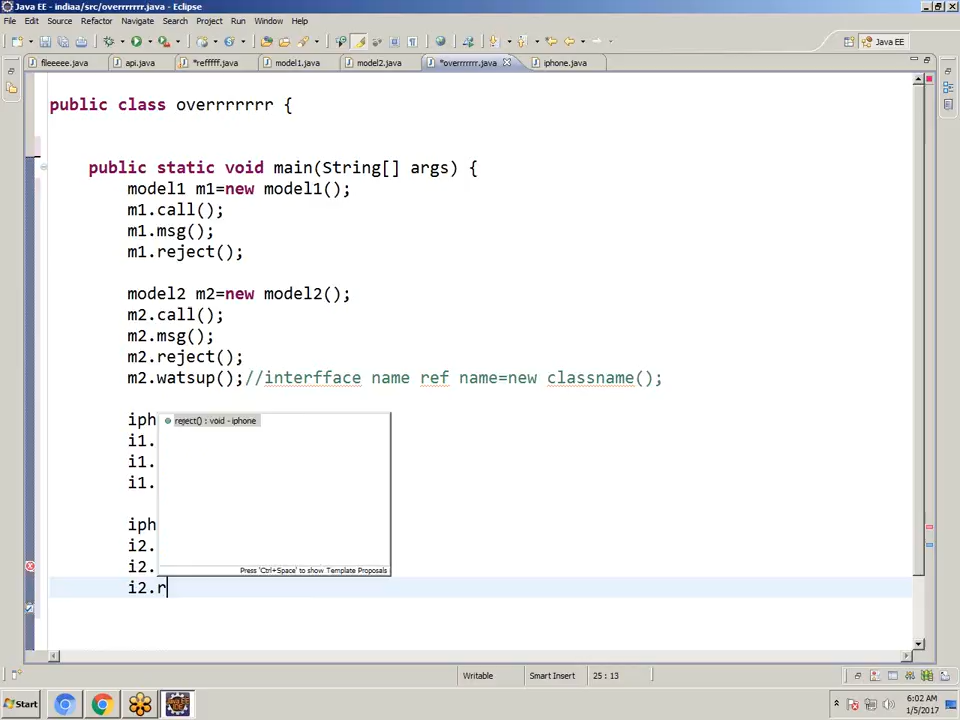 Java EE - indiaa/src/overrrrrrr.java - Eclipse
File Edit Source Refactor Navigate Search Project Run Window Help
Java EE
fileeeee.java api.java *refffff.java model1.java model2.java *overrrrrrr.java iphone.java
public class overrrrrrr {
public static void main(String[] args) {
model1 m1=new model1();
m1.call();
m1.msg();
m1.reject();
model2 m2=new model2();
m2.call();
m2.msg();
m2.reject();
m2.watsup();//interfface name ref name=new classname();
iph
reject() : void - iphone
i1.
i1.
i1.
iph
i2.
i2.
Press 'Ctrl+Space' to show Template Proposals
i2.r
Writable Smart Insert 25 : 13
Start
6:02 AM
1/5/2017